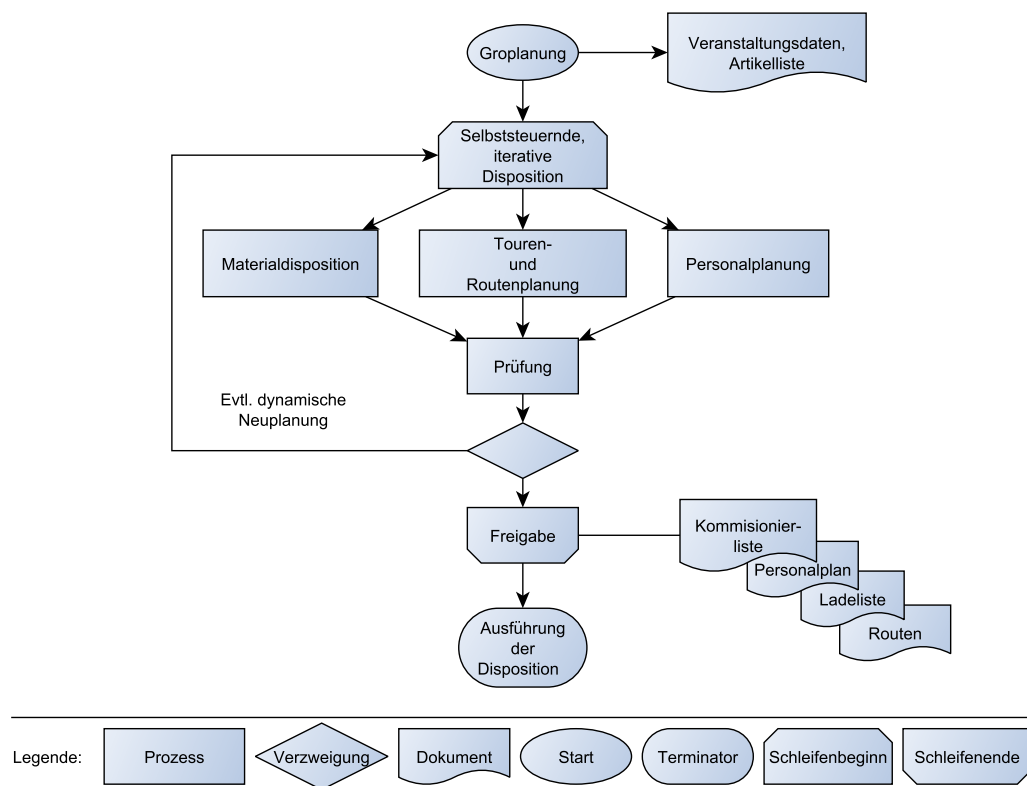 Groplanung
Veranstaltungsdaten,
Artikelliste
Selbststeuernde,
iterative
Disposition
Materialdisposition
Touren-
und
Routenplanung
Personalplanung
Prüfung
Evtl. dynamische
Neuplanung
Freigabe
Kommisionier-
liste
Personalplan
Ladeliste
Routen
Ausführung
der
Disposition
Legende:
Prozess
Verzweigung
Dokument
Start
Terminator
Schleifenbeginn
Schleifenende